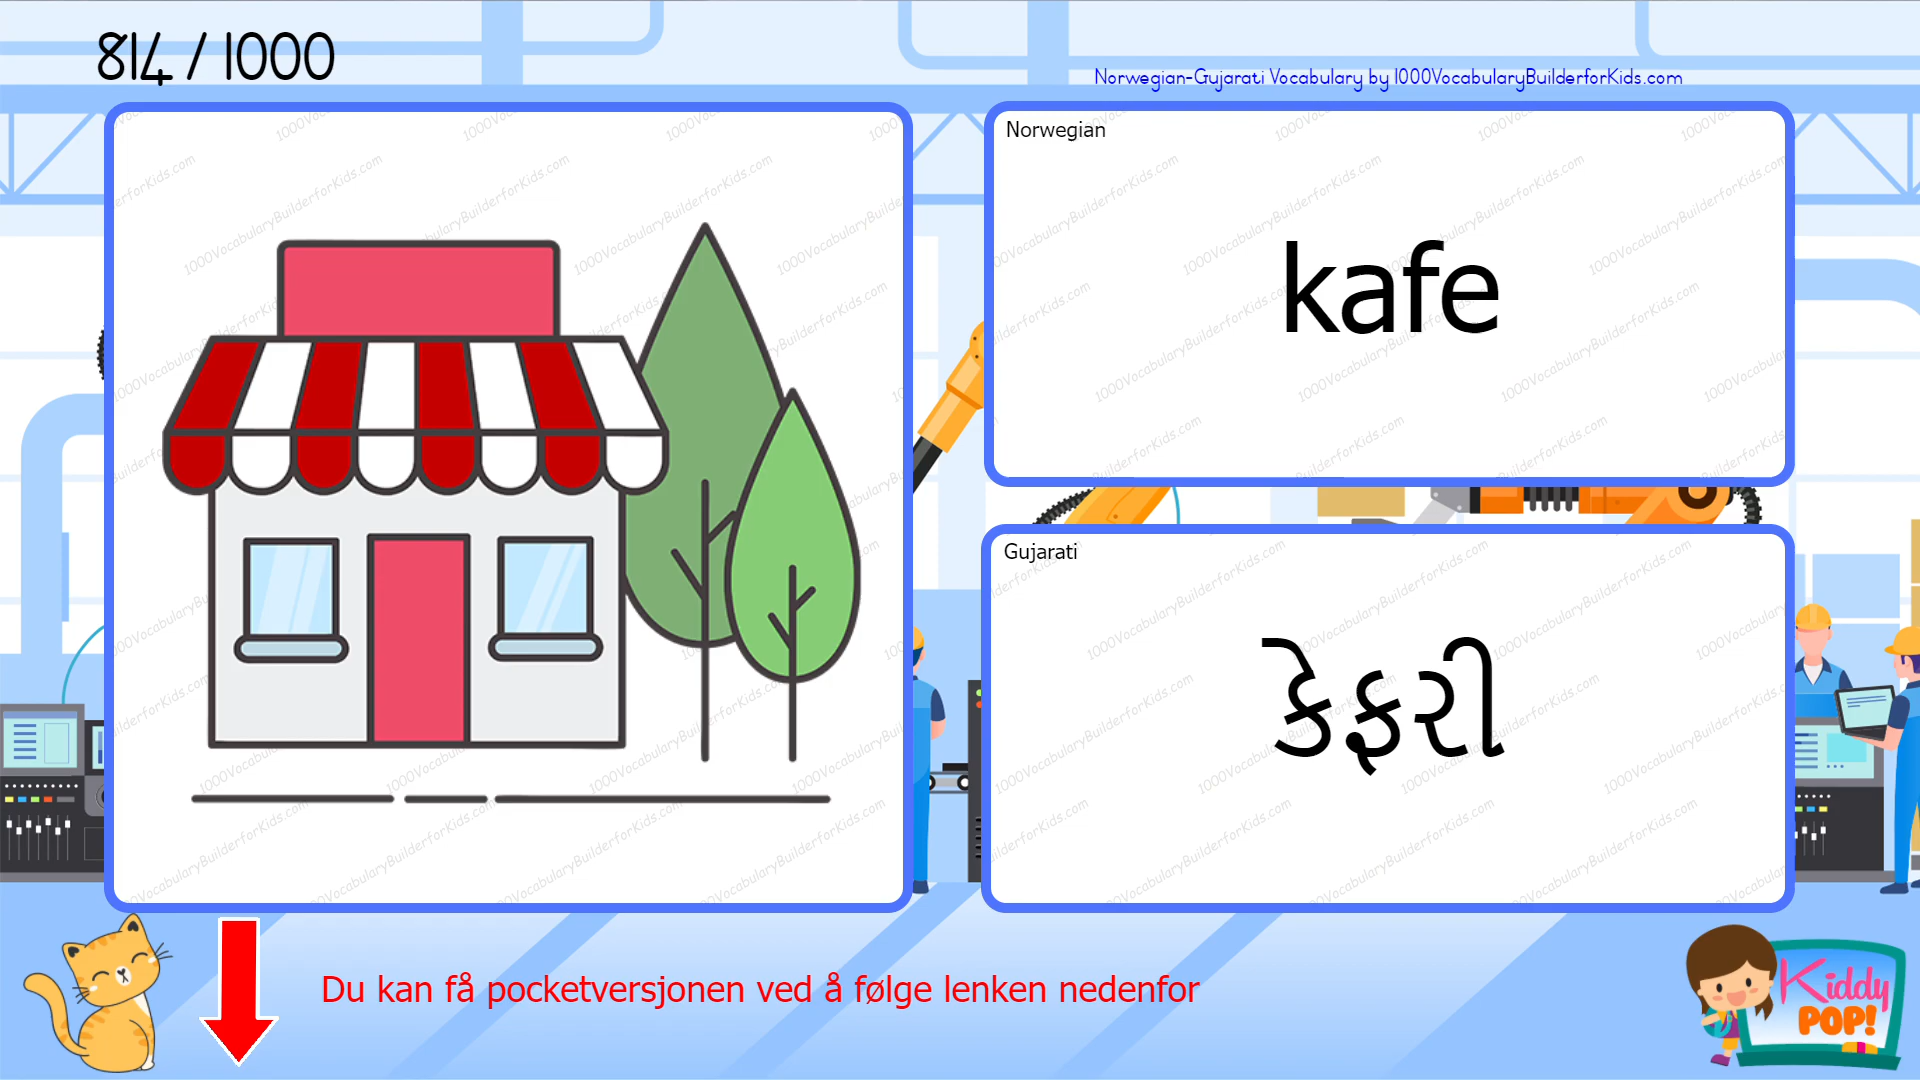 814 / 1000
Norwegian-Gujarati Vocabulary by 1000VocabularyBuilderforKids.com
Norwegian
kafe
Gujarati
કેફરી
Du kan få pocketversjonen ved å følge lenken nedenfor
Kiddy
POP!